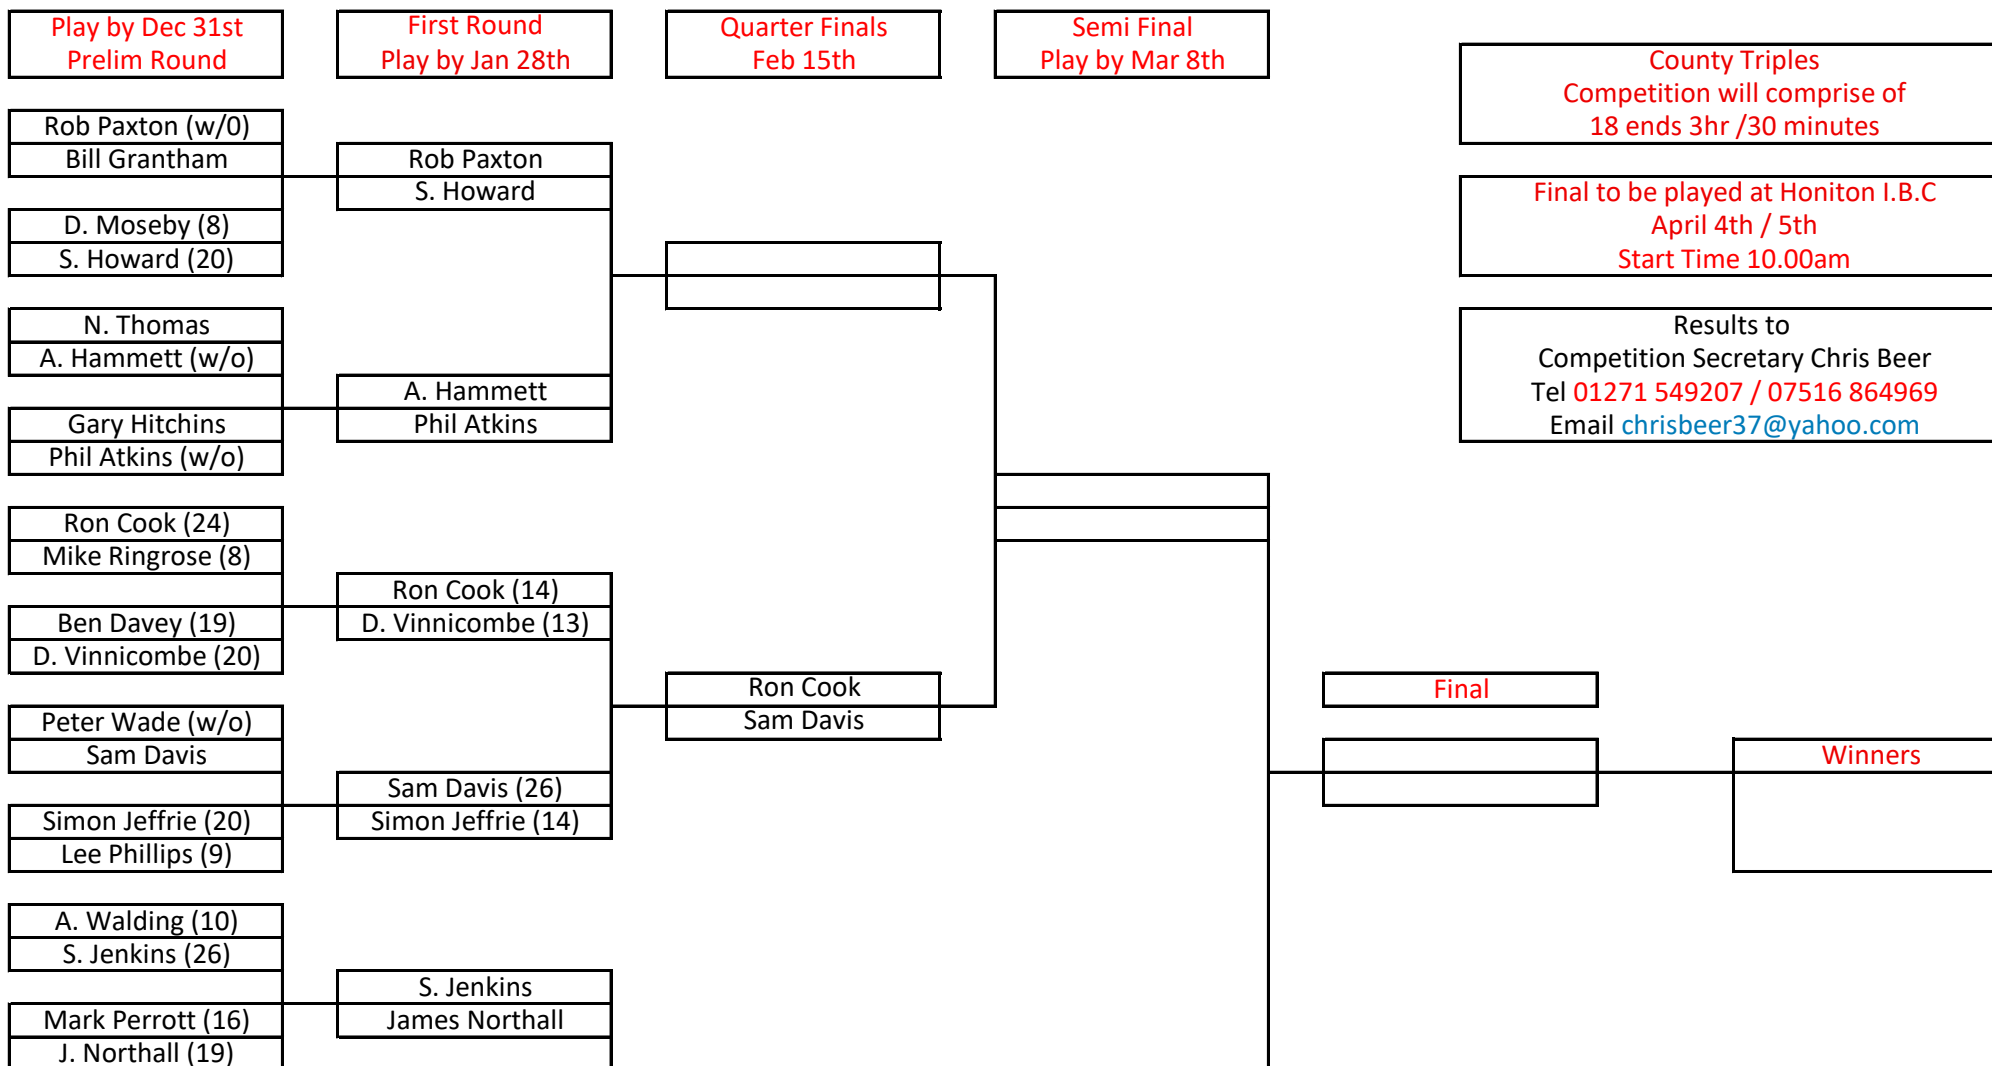 Play by Dec 31st
Prelim Round
First Round
Play by Jan 28th
Quarter Finals
Feb 15th
Semi Final
Play by Mar 8th
County Triples
Competition will comprise of
18 ends 3hr /30 minutes
Final to be played at Honiton I.B.C
April 4th / 5th
Start Time 10.00am
Results to
Competition Secretary Chris Beer
Tel 01271 549207 / 07516 864969
Email chrisbeer37@yahoo.com
Rob Paxton (w/0)
Bill Grantham
D. Moseby (8)
S. Howard (20)
N. Thomas
A. Hammett (w/o)
Gary Hitchins
Phil Atkins (w/o)
Ron Cook (24)
Mike Ringrose (8)
Ben Davey (19)
D. Vinnicombe (20)
Peter Wade (w/o)
Sam Davis
Simon Jeffrie (20)
Lee Phillips (9)
A. Walding (10)
S. Jenkins (26)
Mark Perrott (16)
J. Northall (19)
Rob Paxton
S. Howard
A. Hammett
Phil Atkins
Ron Cook (14)
D. Vinnicombe (13)
Sam Davis (26)
Simon Jeffrie (14)
S. Jenkins
James Northall
Ron Cook
Sam Davis
Final
Winners